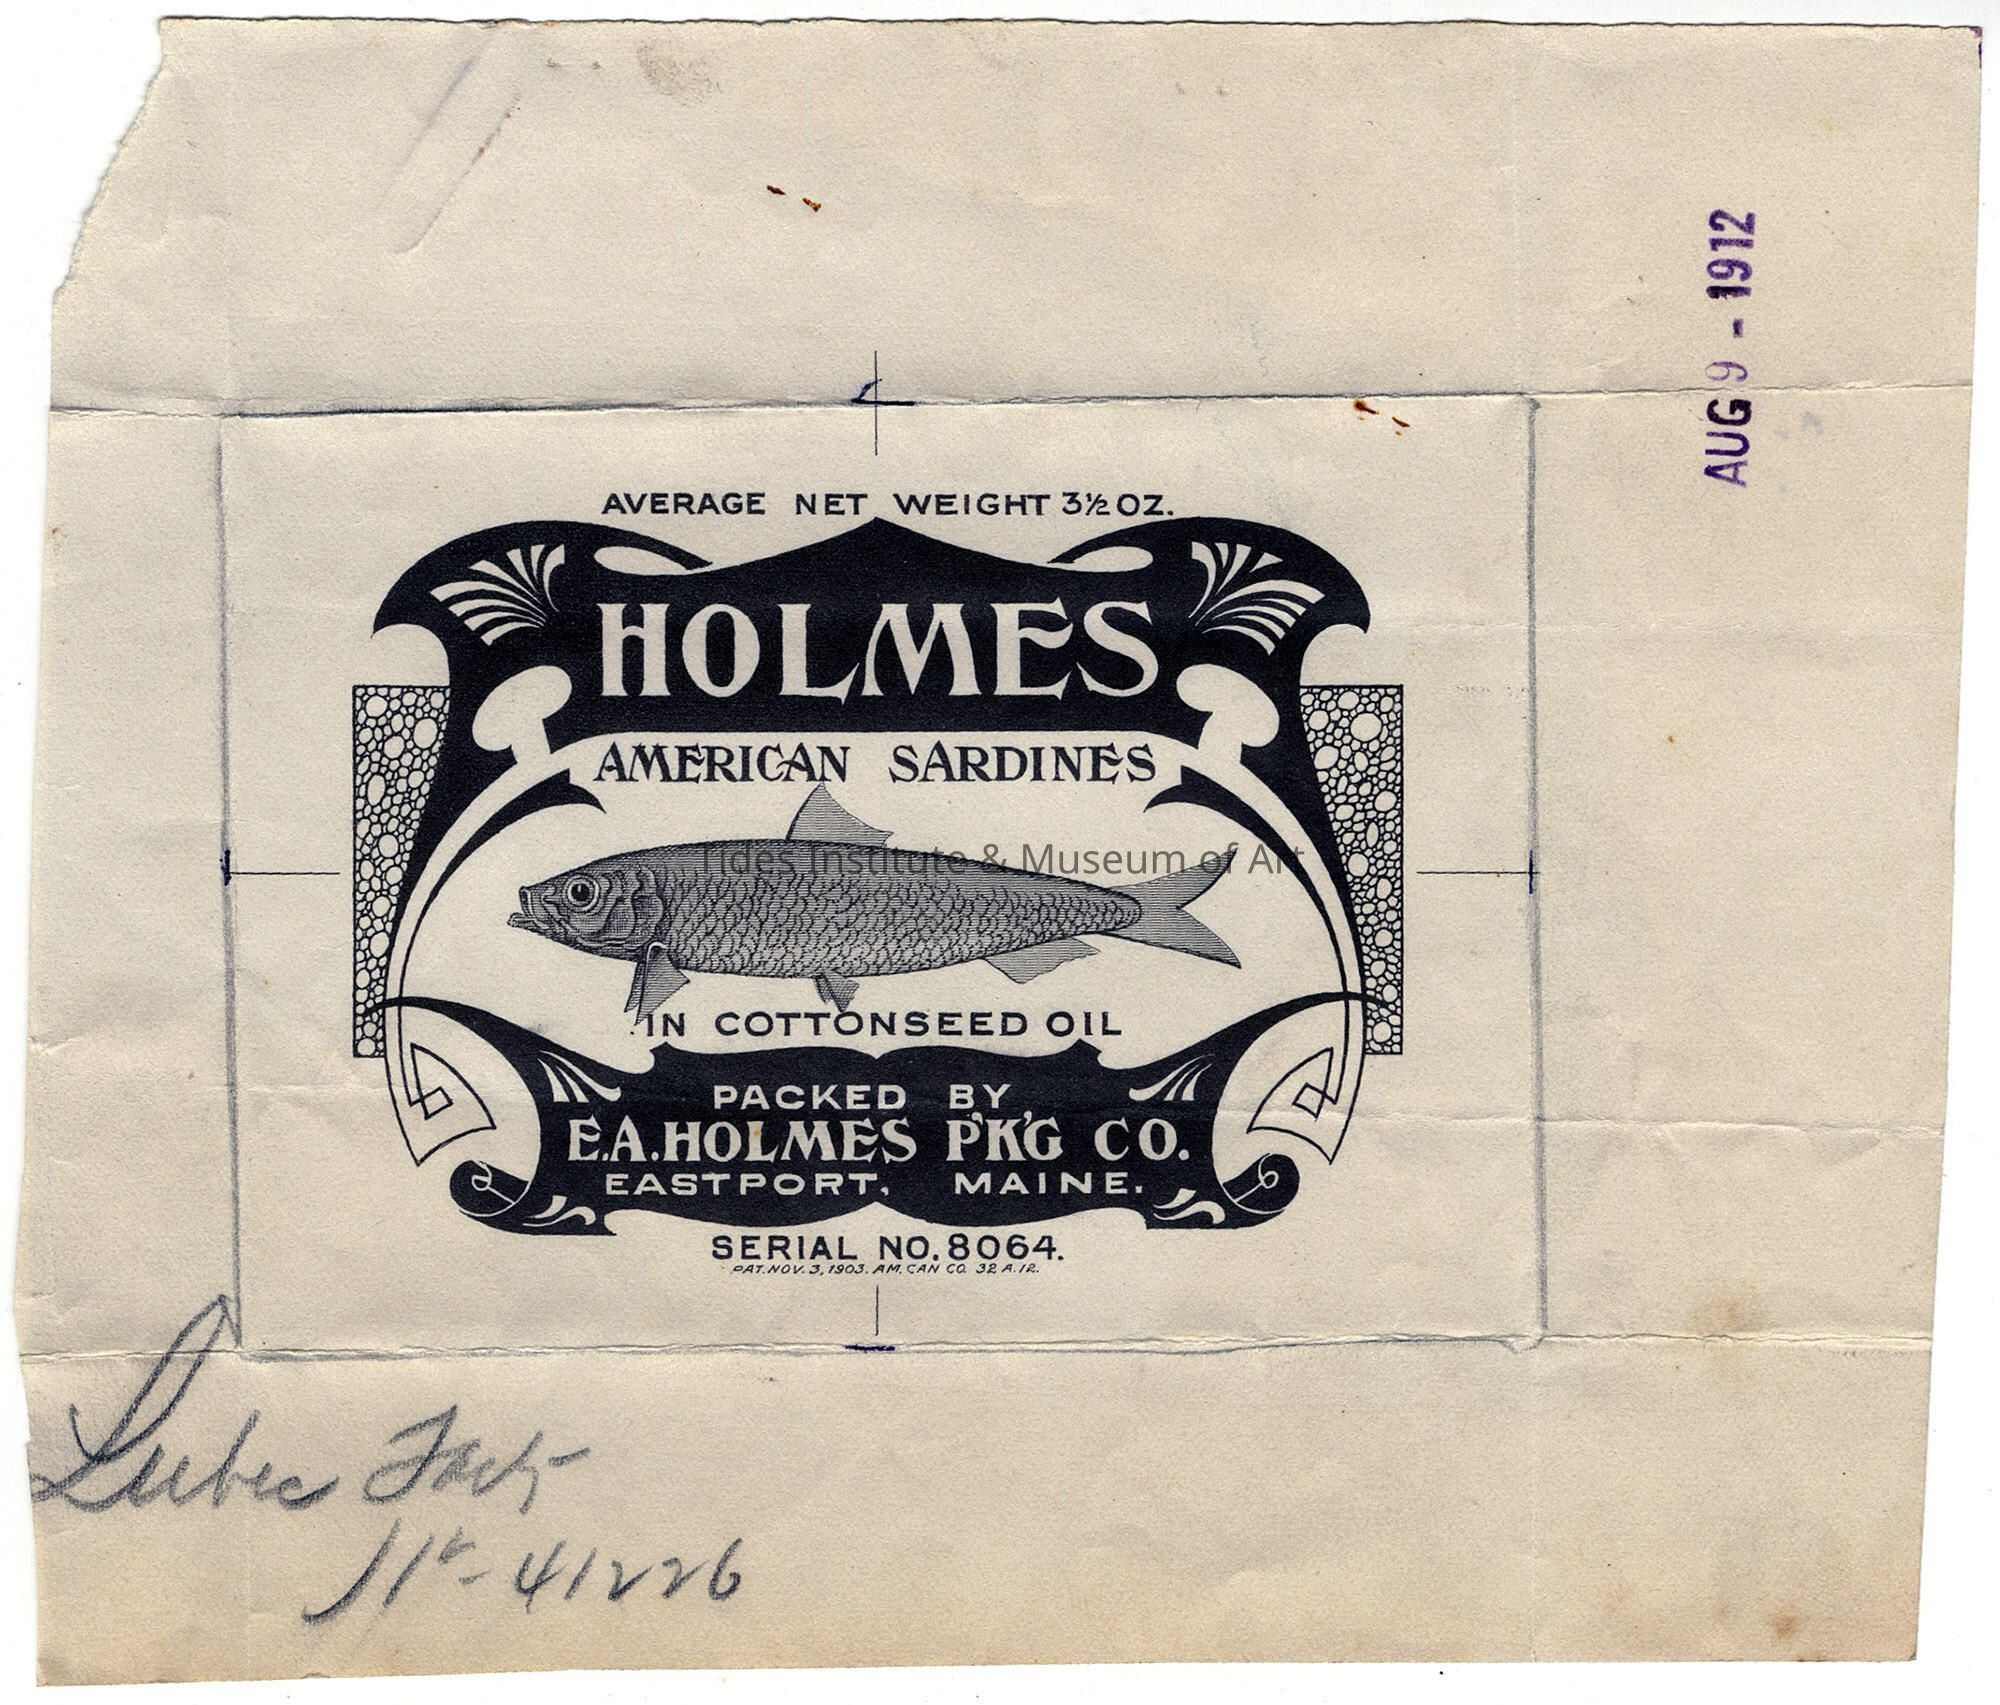 AUG 9 - 1912
AVERAGE NET WEIGHT 3½ OZ.
HOLMES
AMERICAN SARDINES
Tides Institute & Museum of Art
IN COTTONSEED OIL
PACKED BY
E.A. HOLMES P'K'G CO.
EASTPORT, MAINE.
SERIAL NO. 8064.
PAT. NOV. 3, 1903. AM. CAN CO. 32 A. 12.
Lubec Facty
41226